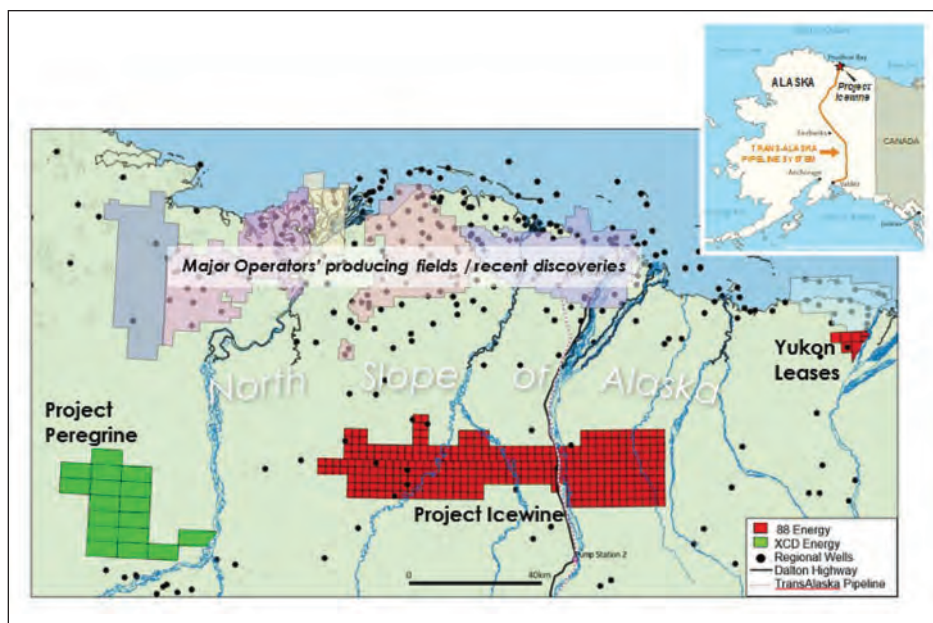 Prudhoe Bay
ALASKA
Project
Icewine
Fairbanks
CANADA
TRANS-ALASKA
PIPELINE SYSTEM
Anchorage
Valdez
Major Operators' producing fields / recent discoveries
Yukon
Leases
North Slope of Alaska
Project
Peregrine
Project Icewine
Pump Station 2
0 40km
88 Energy
XCD Energy
Regional Wells
Dalton Highway
TransAlaska Pipeline